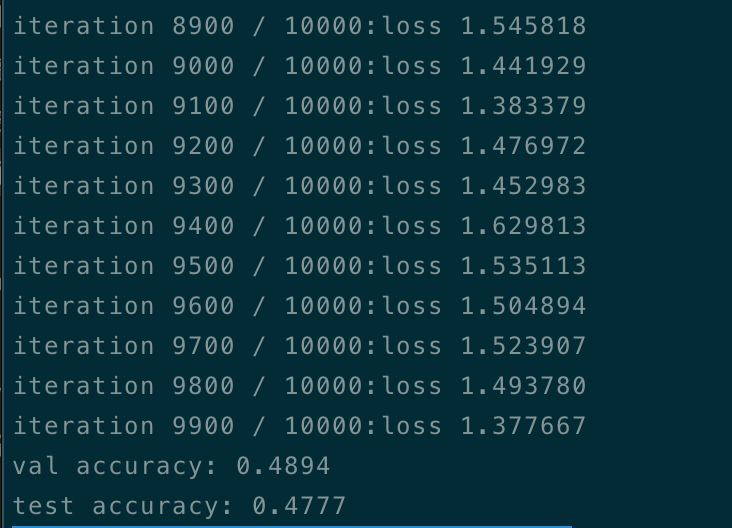 iteration 8900 / 10000:loss 1.545818
iteration 9000 / 10000:loss 1.441929
iteration 9100 / 10000:loss 1.383379
iteration 9200 / 10000:loss 1.476972
iteration 9300 / 10000:loss 1.452983
iteration 9400 / 10000:loss 1.629813
iteration 9500 / 10000:loss 1.535113
iteration 9600 / 10000:loss 1.504894
iteration 9700 / 10000:loss 1.523907
iteration 9800 / 10000:loss 1.493780
iteration 9900 / 10000:loss 1.377667
val accuracy: 0.4894
test accuracy: 0.4777